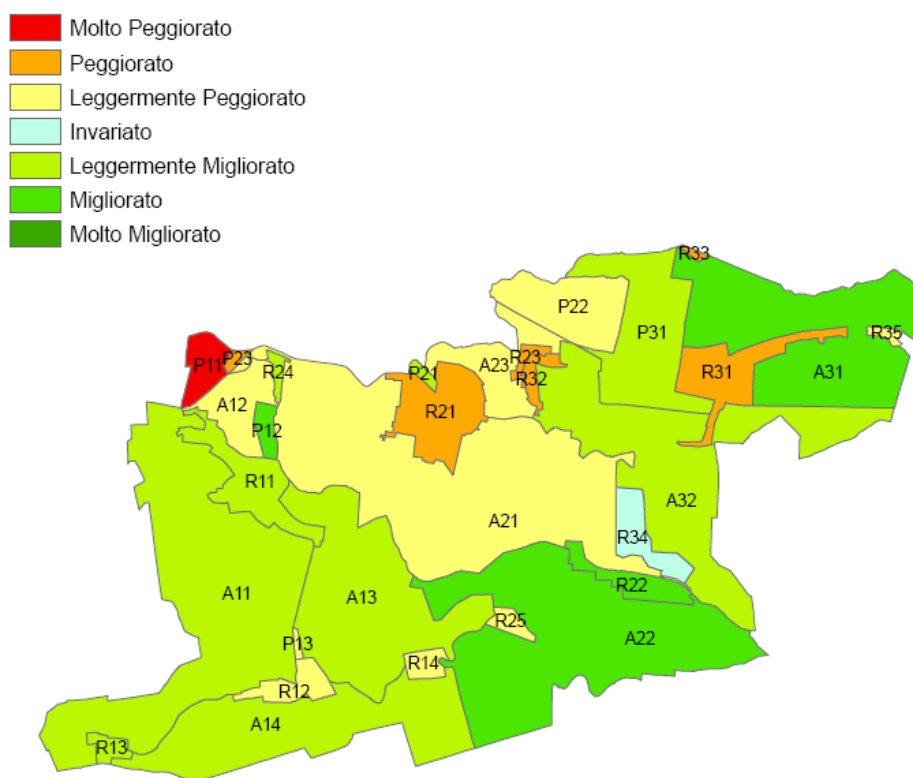 Molto Peggiorato
Peggiorato
Leggermente Peggiorato
Invariato
Leggermente Migliorato
Migliorato
Molto Migliorato
R33
P22
P31
R35
P11
P23
R24
P21
A23
R23
R32
R31
A31
A12
P12
R21
R11
A21
A32
R34
A11
A13
R22
R25
A22
P13
R14
R12
A14
R13